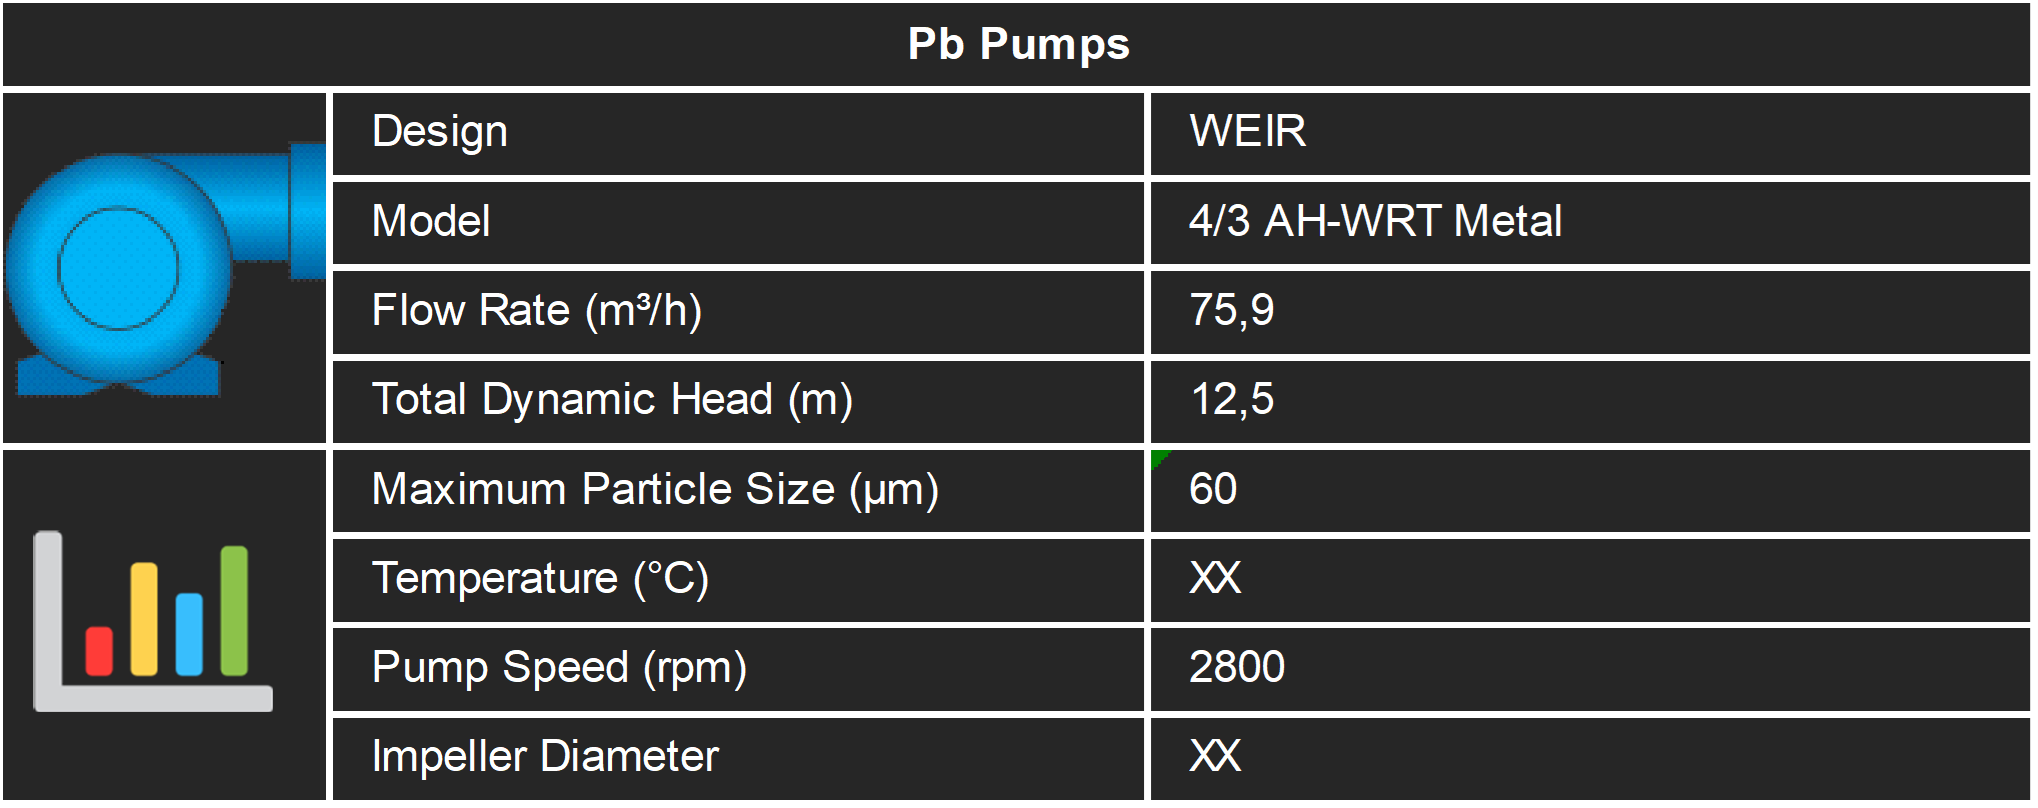 Pb Pumps
Design WEIR
Model 4/3 AH-WRT Metal
Flow Rate (m³/h) 75,9
Total Dynamic Head (m) 12,5
Maximum Particle Size (µm) 60
Temperature (°C) XX
Pump Speed (rpm) 2800
Impeller Diameter XX